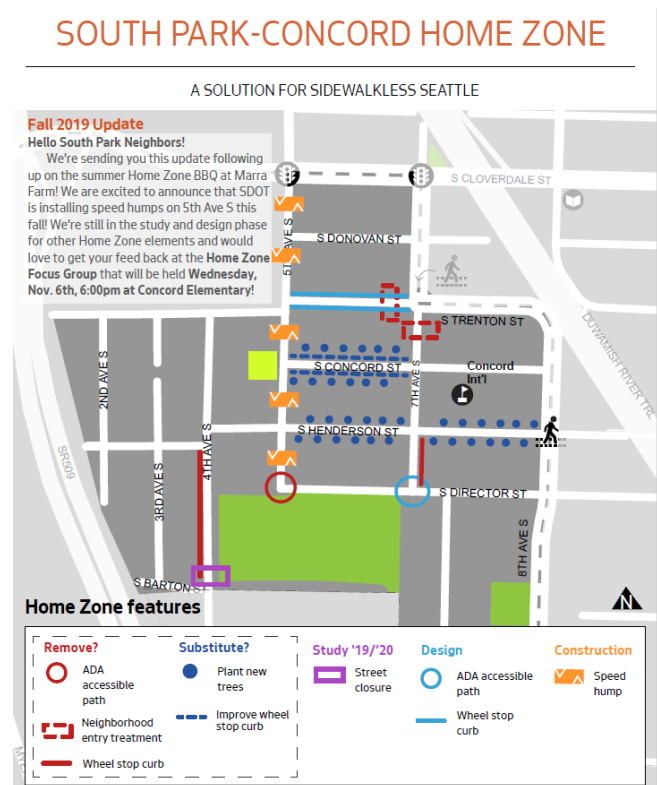 SOUTH PARK-CONCORD HOME ZONE
A SOLUTION FOR SIDEWALKLESS SEATTLE
Fall 2019 Update
Hello South Park Neighbors!
We're sending you this update following
up on the summer Home Zone BBQ at Marra
Farm! We are excited to announce that SDOT
is installing speed humps on 5th Ave S this
fall! We're still in the study and design phase
for other Home Zone elements and would
love to get your feed back at the Home Zone
Focus Group that will be held Wednesday,
Nov. 6th, 6:00pm at Concord Elementary!
S CLOVERDALE ST
5TH AVE S
S DONOVAN ST
S TRENTON ST
DUWAMISH RIVER TRL
S CONCORD ST
7TH AVE S
Concord
Int'l
2ND AVE S
S HENDERSON ST
4TH AVE S
SR509
3RD AVE S
S DIRECTOR ST
8TH AVE S
S BARTON ST
N
Home Zone features
Remove?
ADA
accessible
path
Neighborhood
entry treatment
Wheel stop curb
Substitute?
Plant new
trees
Improve wheel
stop curb
Study '19/'20
Street
closure
Design
ADA accessible
path
Wheel stop
curb
Construction
Speed
hump